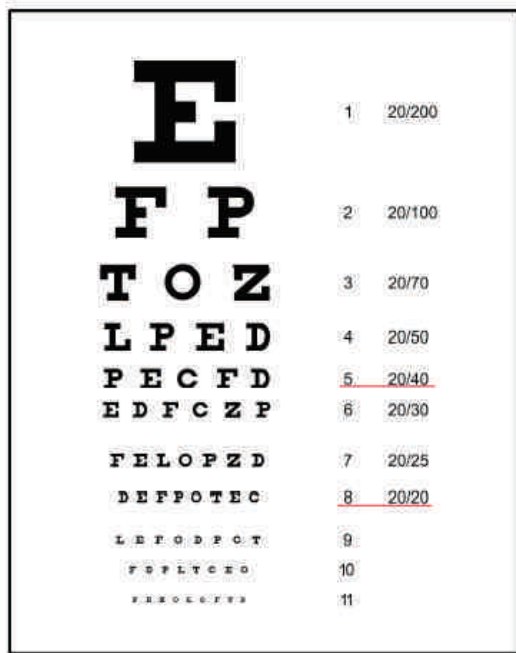 E 1 20/200
F P 2 20/100
T O Z 3 20/70
L P E D 4 20/50
P E C F D 5 20/40
E D F C Z P 6 20/30
F E L O P Z D 7 20/25
D E F P O T E C 8 20/20
L E F O D P C T 9
F D P L T C E O 10
11